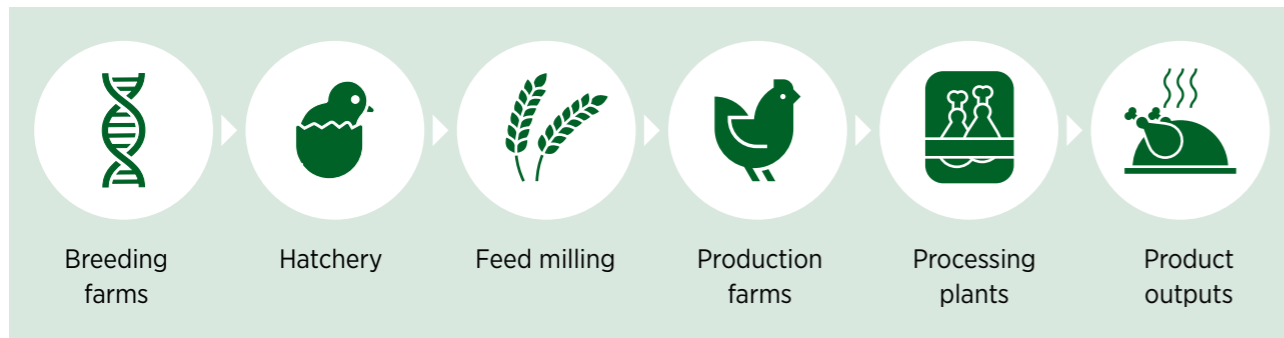 Breeding
farms
Hatchery
Feed milling
Production
farms
Processing
plants
Product
outputs